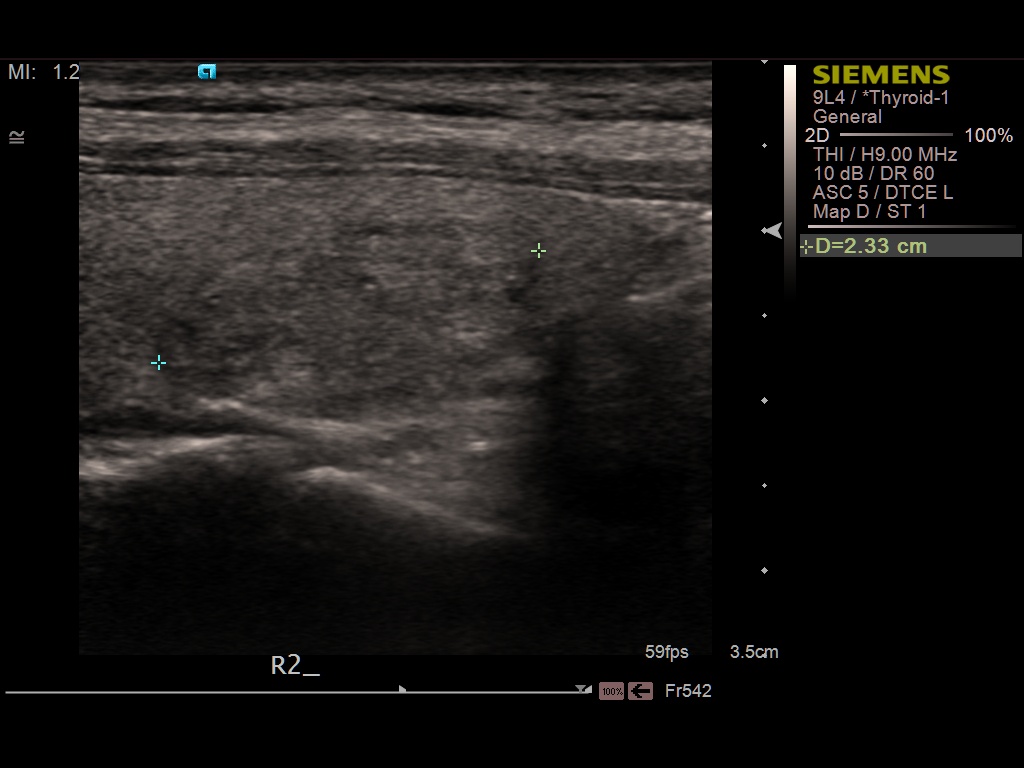 MI: 1.2
SIEMENS
9L4 / *Thyroid-1
General
2D 100%
THI / H9.00 MHz
10 dB / DR 60
ASC 5 / DTCE L
Map D / ST 1
D=2.33 cm
59fps 3.5cm
R2_
100% Fr542